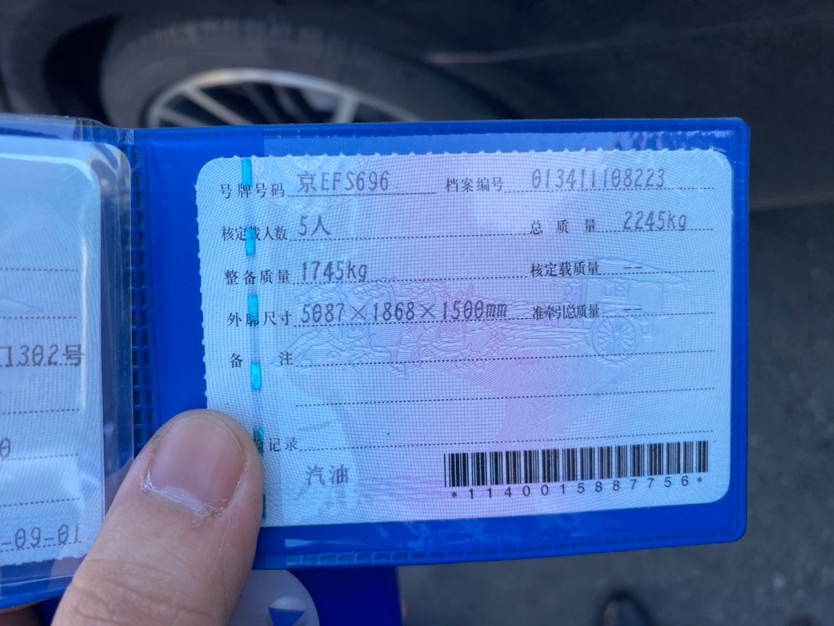 号牌号码 京EFS696 档案编号 013411108223
核定载人数 5人 总质量 2245kg
整备质量 1745kg 核定载质量 --
外廓尺寸 5087×1868×1500mm 准牵引总质量 --
备注
记录
汽油
*1140015887756*
1302号
0
-09-01